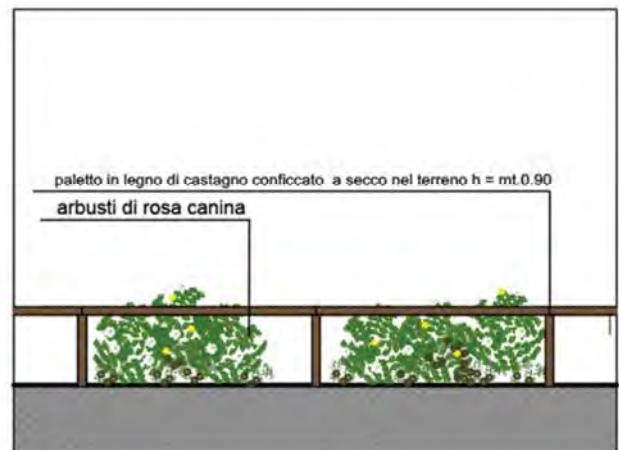 paletto in legno di castagno conficcato a secco nel terreno h = mt.0.90
arbusti di rosa canina